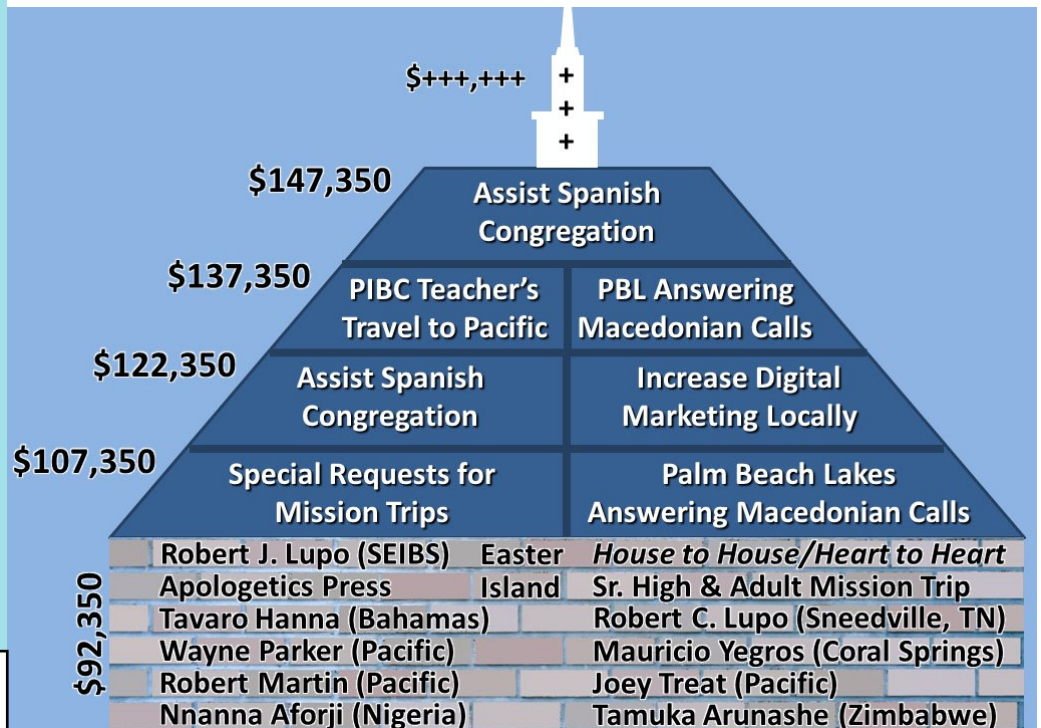 $+++,+++
+
+
+
$147,350
Assist Spanish
Congregation
$137,350
PIBC Teacher's
Travel to Pacific
PBL Answering
Macedonian Calls
$122,350
Assist Spanish
Congregation
Increase Digital
Marketing Locally
$107,350
Special Requests for
Mission Trips
Palm Beach Lakes
Answering Macedonian Calls
$92,350
Robert J. Lupo (SEIBS)
Apologetics Press
Tavaro Hanna (Bahamas)
Wayne Parker (Pacific)
Robert Martin (Pacific)
Nnanna Aforji (Nigeria)
Easter
Island
House to House/Heart to Heart
Sr. High & Adult Mission Trip
Robert C. Lupo (Sneedville, TN)
Mauricio Yegros (Coral Springs)
Joey Treat (Pacific)
Tamuka Arunashe (Zimbabwe)